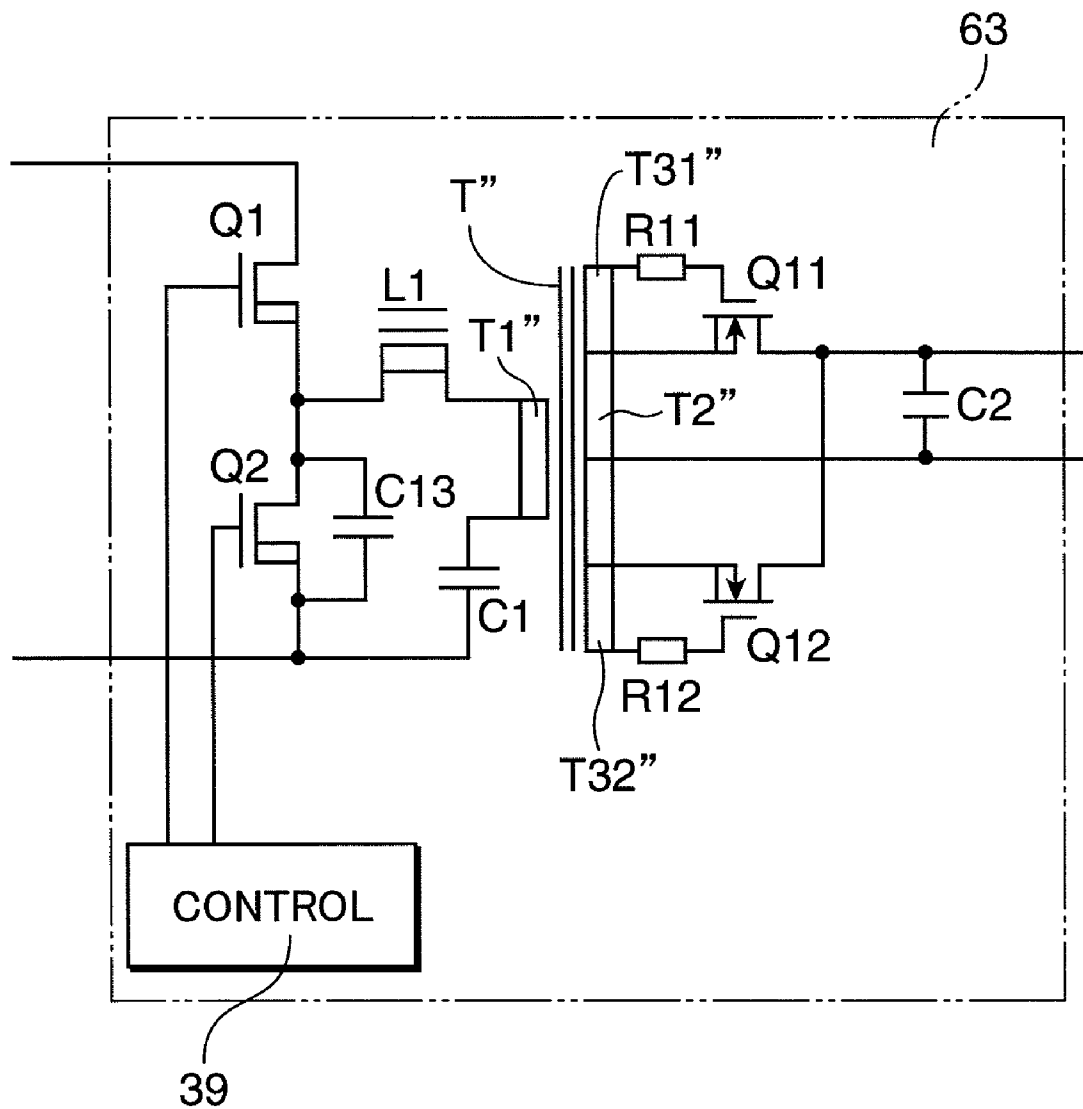 63
T31”
T”
R11
Q1
Q11
L1
T1”
T2”
C2
Q2
C13
C1
Q12
R12
T32”
CONTROL
39